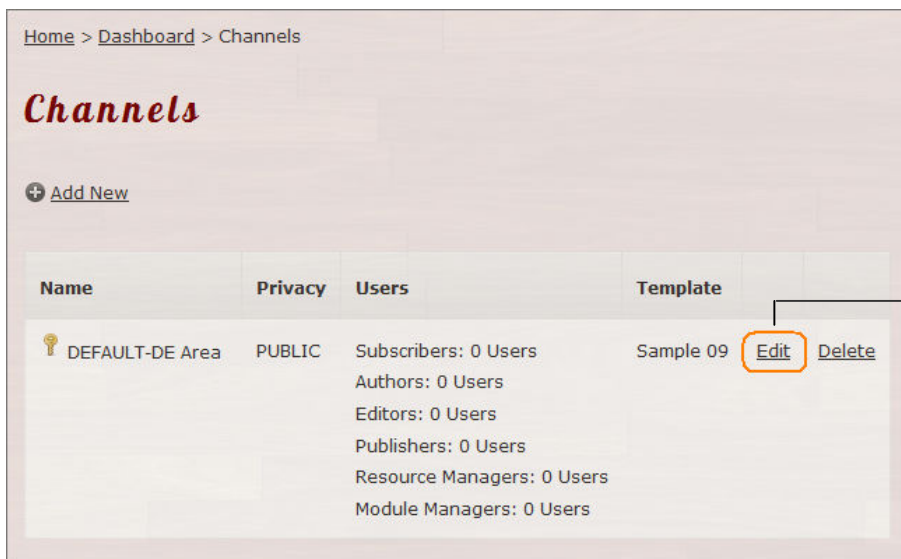 Home > Dashboard > Channels
Channels
Add New
Name Privacy Users Template
DEFAULT-DE Area PUBLIC Subscribers: 0 Users Sample 09 Edit Delete
Authors: 0 Users
Editors: 0 Users
Publishers: 0 Users
Resource Managers: 0 Users
Module Managers: 0 Users